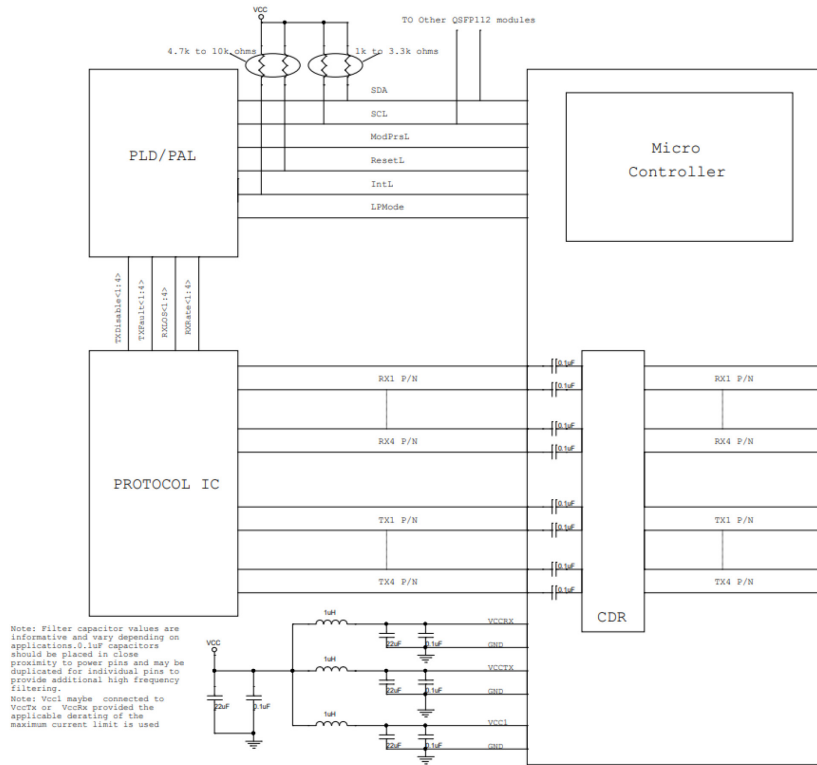 VCC
TO Other QSFP112 modules
4.7k to 10k ohms
1k to 3.3k ohms
SDA
SCL
ModPrsL
ResetL
IntL
LPMode
PLD/PAL
Micro
Controller
TXDisable<1:4>
TXFault<1:4>
RXLOS<1:4>
RXRate<1:4>
PROTOCOL IC
0.1uF
RX1 P/N
0.1uF
RX1 P/N
0.1uF
RX4 P/N
0.1uF
RX4 P/N
0.1uF
TX1 P/N
0.1uF
TX1 P/N
0.1uF
TX4 P/N
0.1uF
TX4 P/N
CDR
Note: Filter capacitor values are
informative and vary depending on
applications.0.1uF capacitors
should be placed in close
proximity to power pins and may be
duplicated for individual pins to
provide additional high frequency
filtering.
Note: Vcc1 maybe connected to
VccTx or VccRx provided the
applicable derating of the
maximum current limit is used
VCC
22uF
0.1uF
1uH
VCCRX
22uF
0.1uF
GND
1uH
VCCTX
22uF
0.1uF
GND
1uH
VCC1
22uF
0.1uF
GND